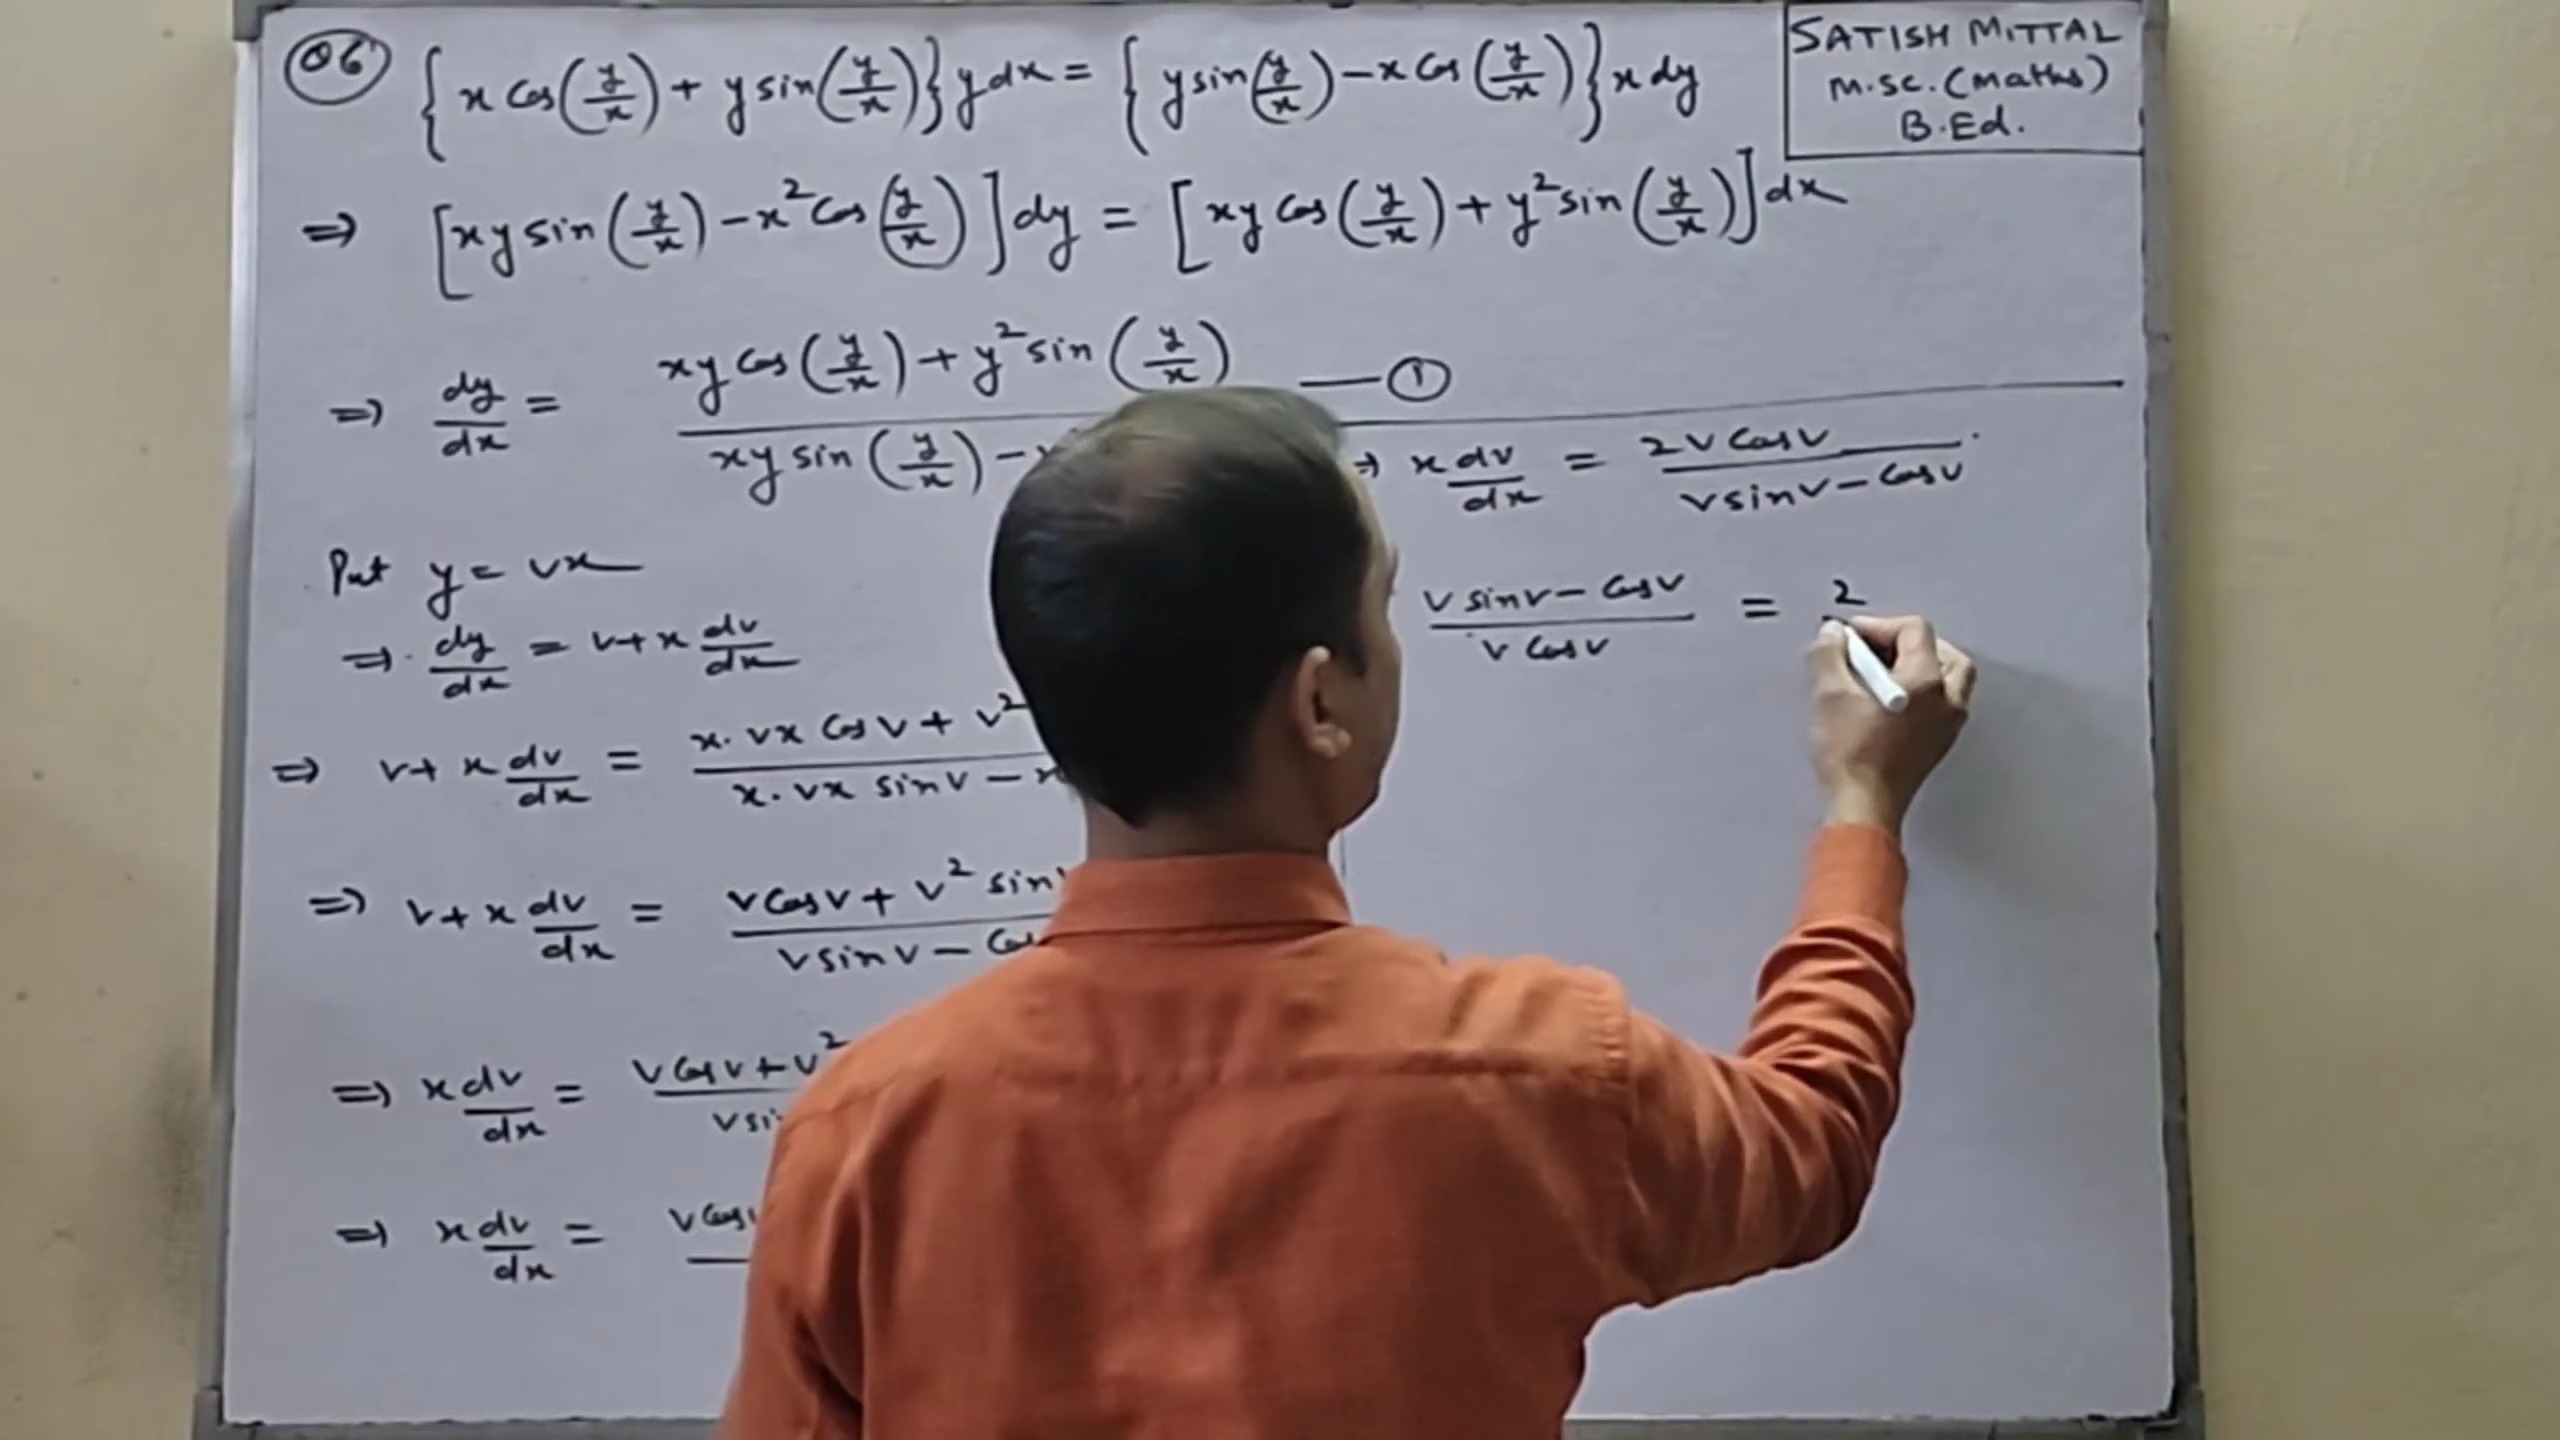 06 {x cos(y/x) + y sin(y/x)} y dx = {y sin(y/x) - x cos(y/x)} x dy
SATISH MITTAL
M.Sc. (Maths)
B.Ed.
⇒ [xy sin(y/x) - x² cos(y/x)] dy = [xy cos(y/x) + y² sin(y/x)] dx
⇒ dy/dx = xy cos(y/x) + y² sin(y/x) / xy sin(y/x) - — ①
Put y = vx
⇒ dy/dx = v + x dv/dx
⇒ v + x dv/dx = x.vx cos v + v² / x.vx sin v -
⇒ v + x dv/dx = v cos v + v² sin / v sin v -
⇒ x dv/dx = v cos v + v² /
⇒ x dv/dx =
⇒ x dv/dx = 2v cos v / v sin v - cos v
v sin v - cos v / v cos v = 2